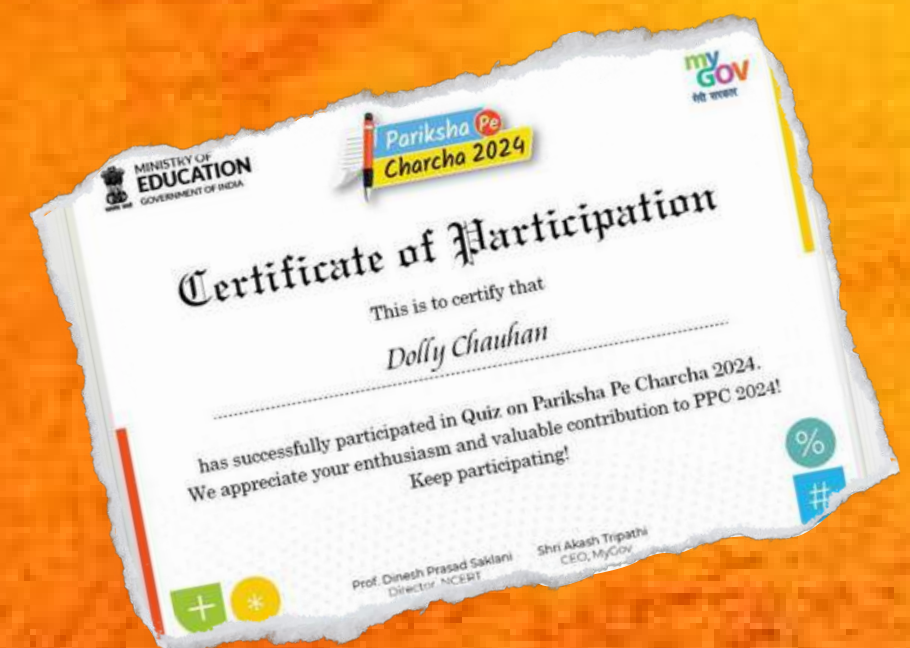 my
GOV
मेरी सरकार
Pariksha Pe
Charcha 2024
MINISTRY OF
EDUCATION
GOVERNMENT OF INDIA
Certificate of Participation
This is to certify that
Dolly Chauhan
has successfully participated in Quiz on Pariksha Pe Charcha 2024.
We appreciate your enthusiasm and valuable contribution to PPC 2024!
Keep participating!
Prof. Dinesh Prasad Saklani
Director, NCERT
Shri Akash Tripathi
CEO, MyGov
%
#
+
*